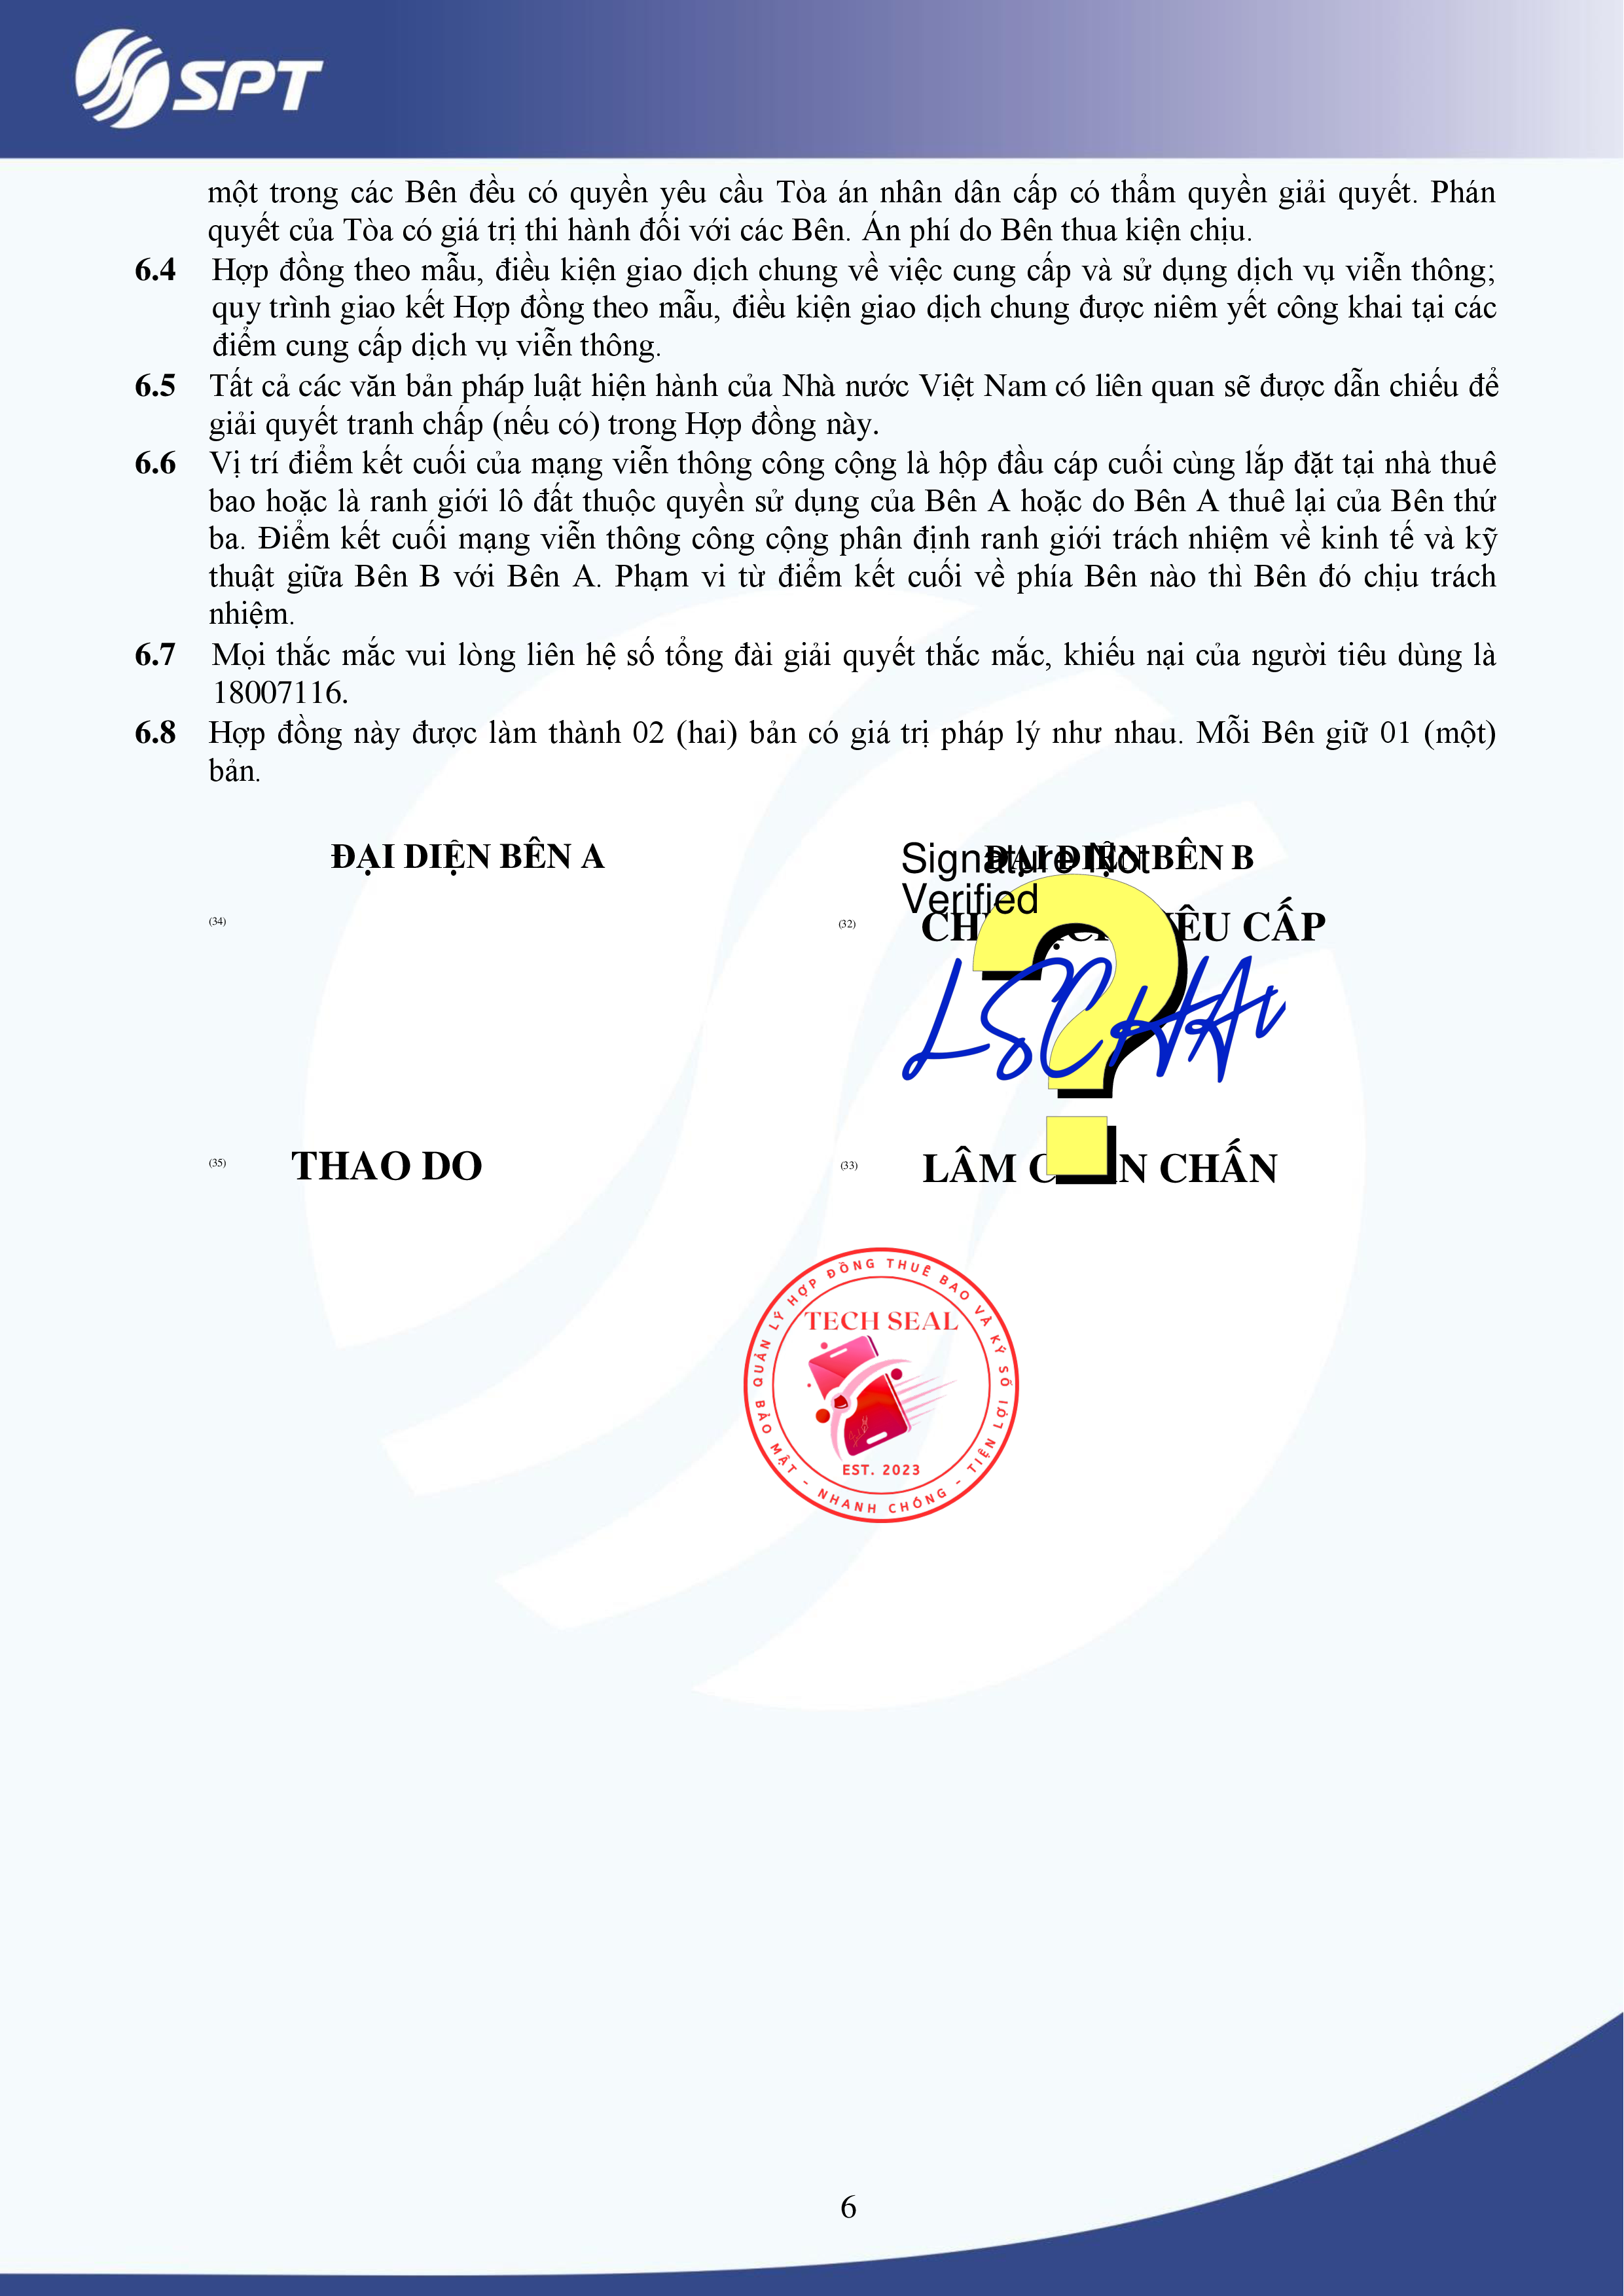 SPT
một trong các Bên đều có quyền yêu cầu Tòa án nhân dân cấp có thẩm quyền giải quyết. Phán
quyết của Tòa có giá trị thi hành đối với các Bên. Án phí do Bên thua kiện chịu.
6.4 Hợp đồng theo mẫu, điều kiện giao dịch chung về việc cung cấp và sử dụng dịch vụ viễn thông;
quy trình giao kết Hợp đồng theo mẫu, điều kiện giao dịch chung được niêm yết công khai tại các
điểm cung cấp dịch vụ viễn thông.
6.5 Tất cả các văn bản pháp luật hiện hành của Nhà nước Việt Nam có liên quan sẽ được dẫn chiếu để
giải quyết tranh chấp (nếu có) trong Hợp đồng này.
6.6 Vị trí điểm kết cuối của mạng viễn thông công cộng là hộp đầu cáp cuối cùng lắp đặt tại nhà thuê
bao hoặc là ranh giới lô đất thuộc quyền sử dụng của Bên A hoặc do Bên A thuê lại của Bên thứ
ba. Điểm kết cuối mạng viễn thông công cộng phân định ranh giới trách nhiệm về kinh tế và kỹ
thuật giữa Bên B với Bên A. Phạm vi từ điểm kết cuối về phía Bên nào thì Bên đó chịu trách
nhiệm.
6.7 Mọi thắc mắc vui lòng liên hệ số tổng đài giải quyết thắc mắc, khiếu nại của người tiêu dùng là
18007116.
6.8 Hợp đồng này được làm thành 02 (hai) bản có giá trị pháp lý như nhau. Mỗi Bên giữ 01 (một)
bản.
ĐẠI DIỆN BÊN A
ĐẠI DIỆN BÊN B
Signature Not
Verified
(34)
(32) CẤP
(35) THAO DO
(33) LÂM CHẤN
QUẢN LÝ HỢP ĐỒNG THUÊ BAO VÀ KÝ SỐ
TECH SEAL
EST. 2023
BẢO MẬT - NHANH CHÓNG - TIỆN LỢI
6